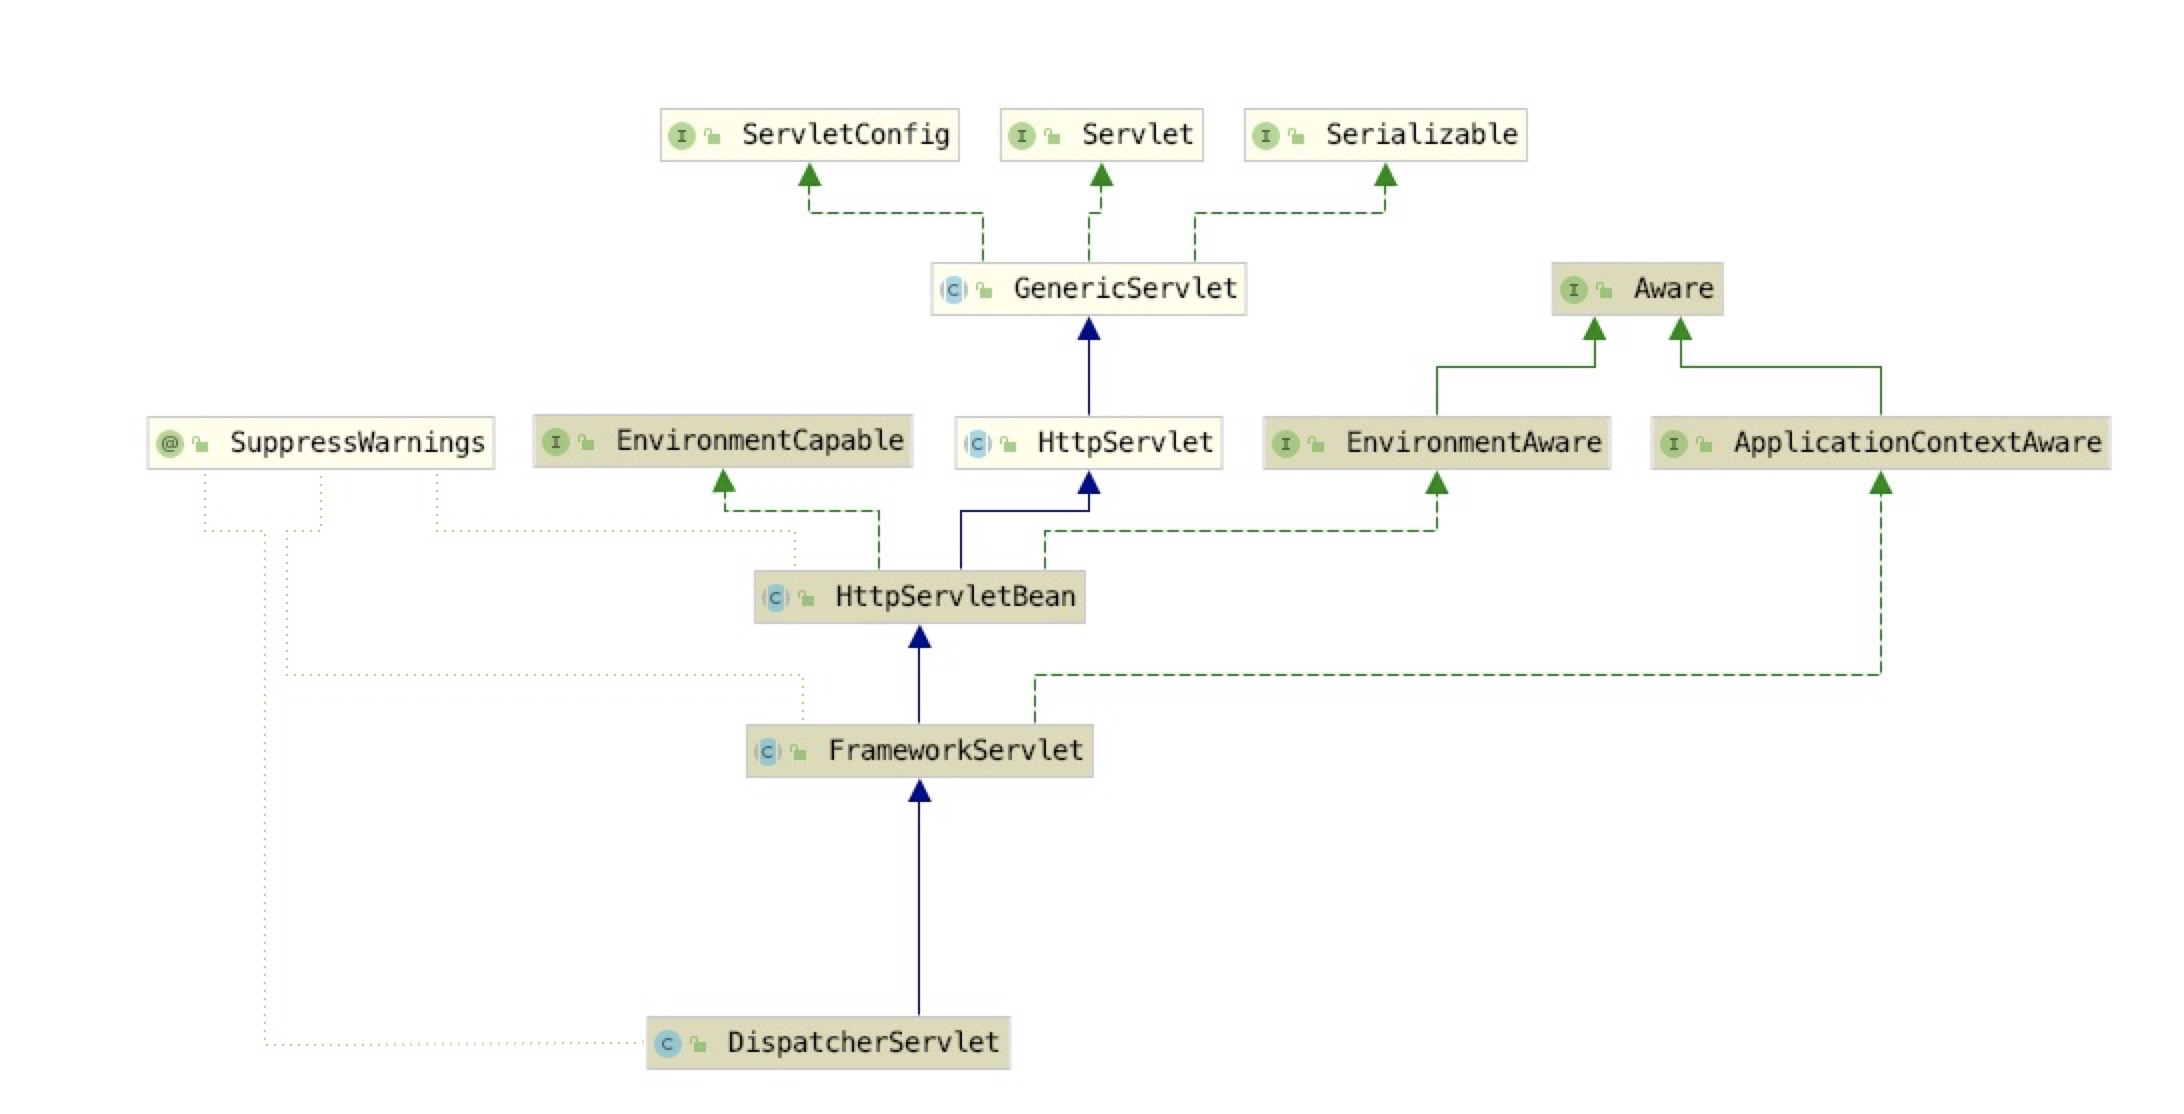 I ServletConfig
I Servlet
I Serializable
C GenericServlet
I Aware
@ SuppressWarnings
I EnvironmentCapable
C HttpServlet
I EnvironmentAware
I ApplicationContextAware
C HttpServletBean
C FrameworkServlet
C DispatcherServlet